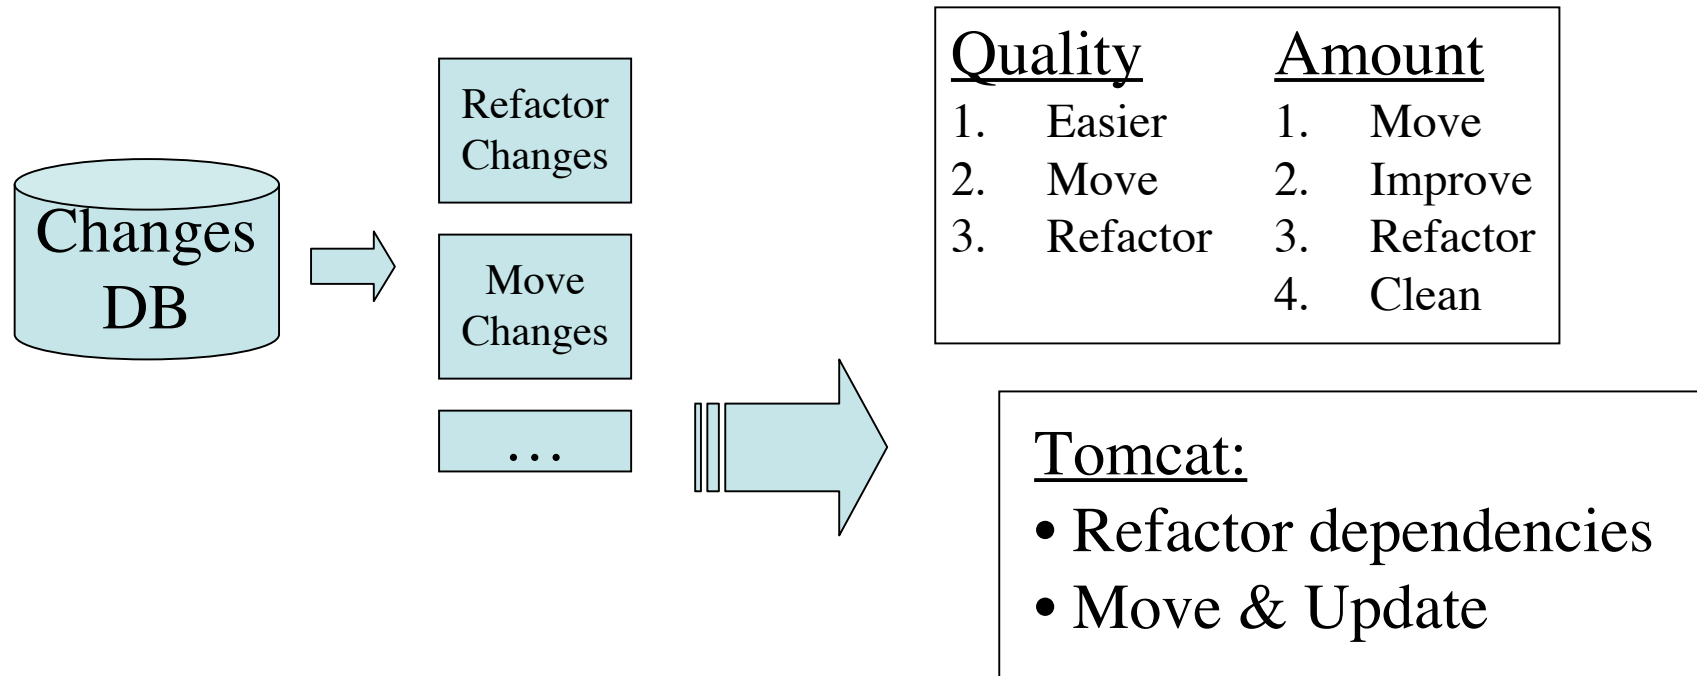 Changes
DB
Refactor
Changes
Move
Changes
…
Quality Amount
1. Easier 1. Move
2. Move 2. Improve
3. Refactor 3. Refactor
4. Clean
Tomcat:
• Refactor dependencies
• Move & Update